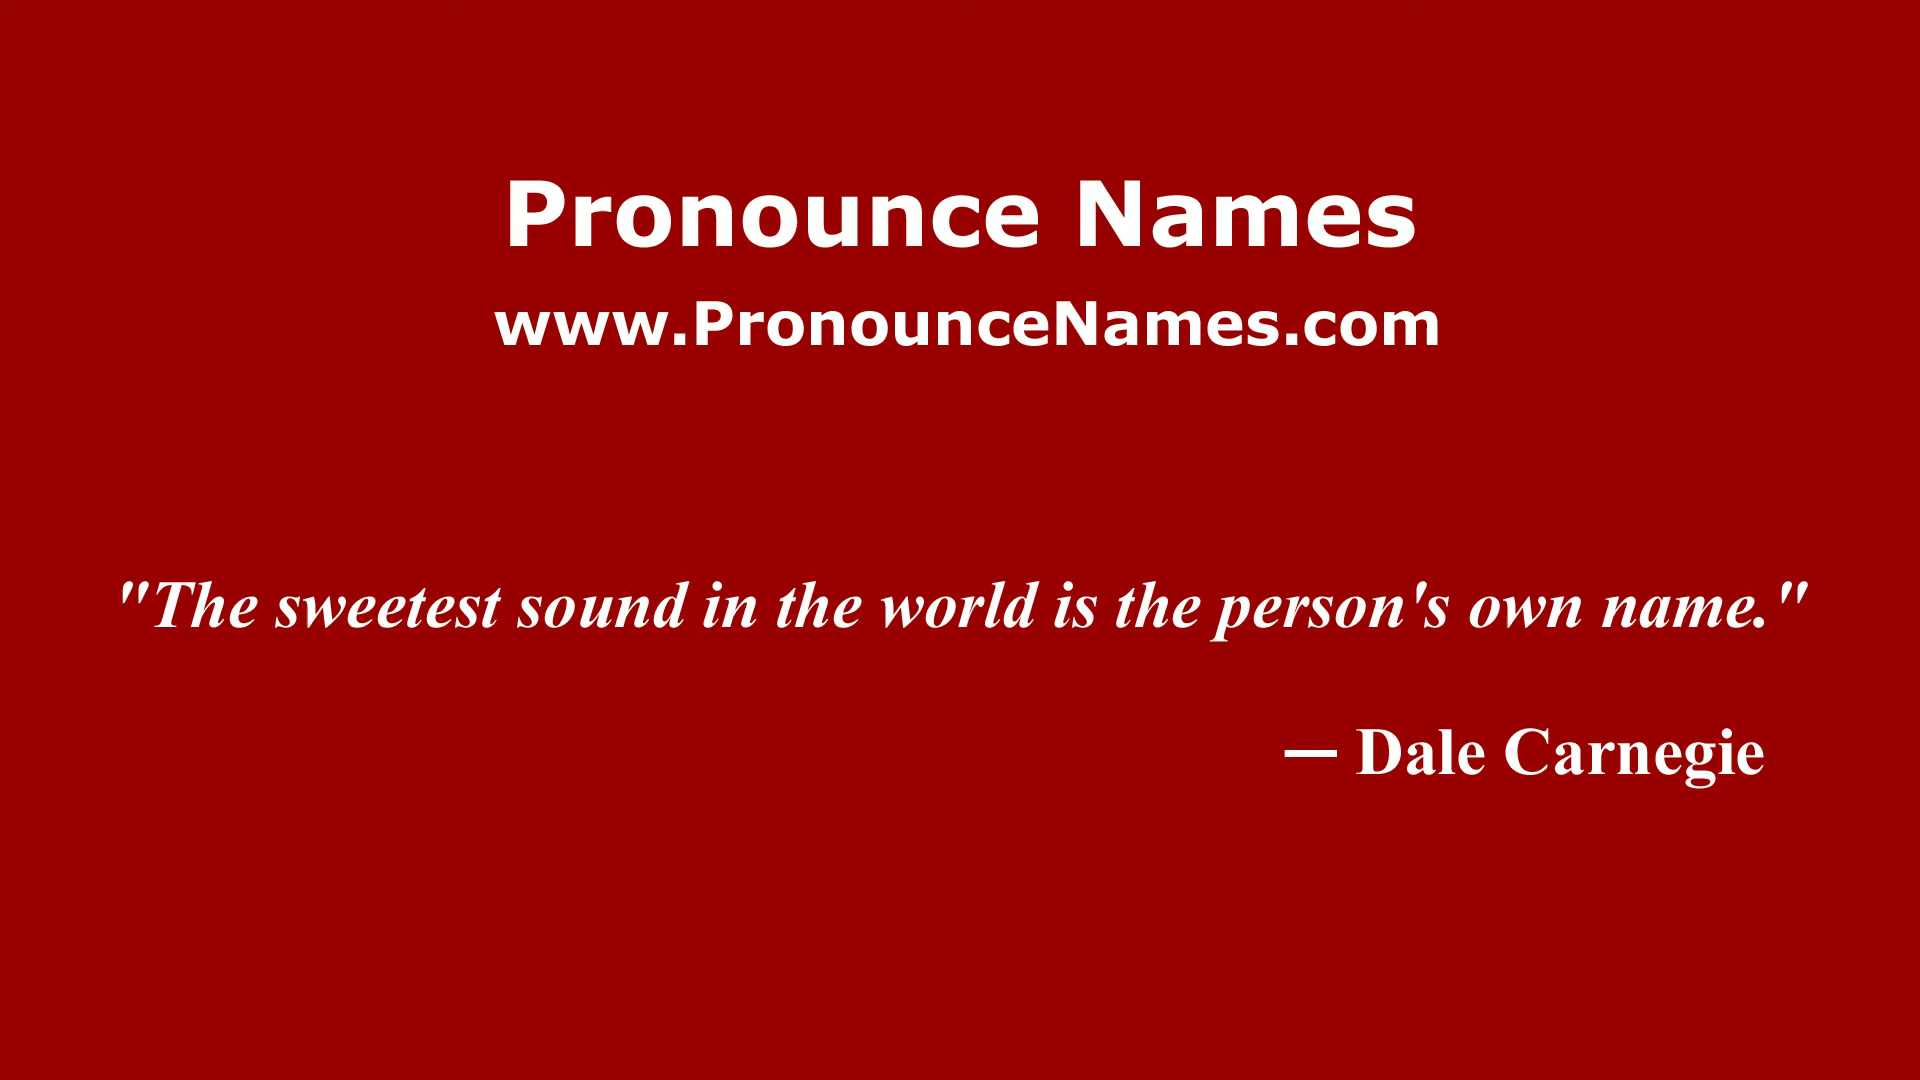 Pronounce Names
www.PronounceNames.com
"The sweetest sound in the world is the person's own name."
— Dale Carnegie